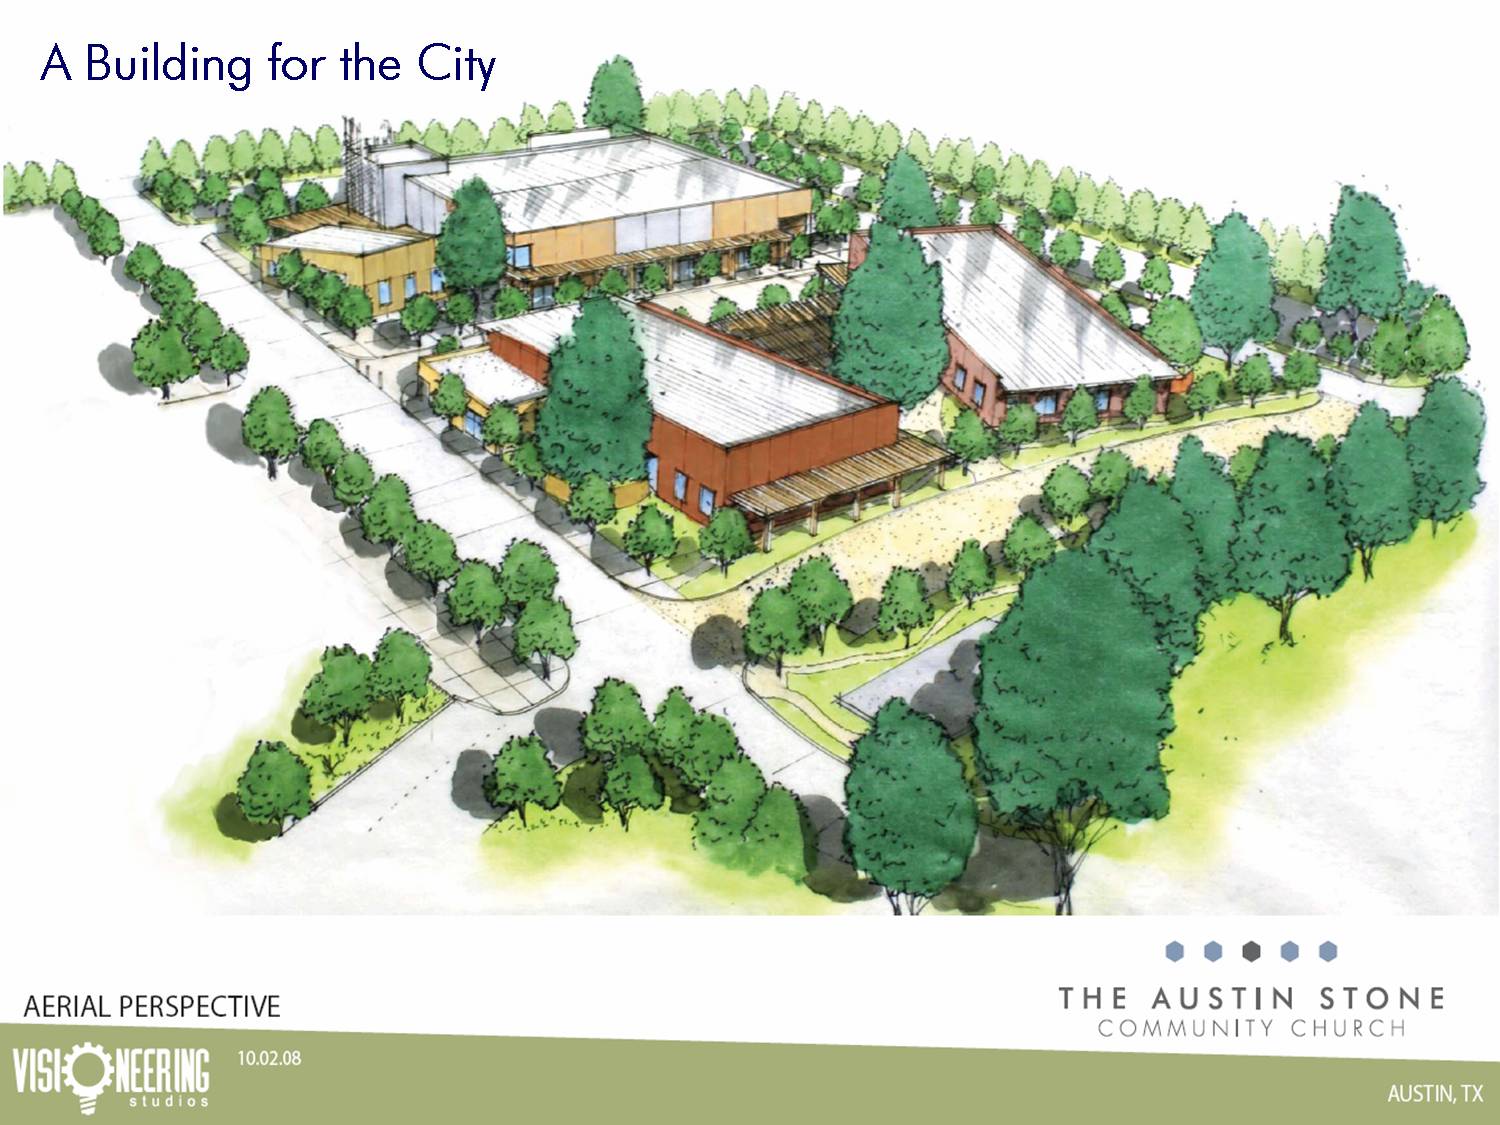 A Building for the City
THE AUSTIN STONE
COMMUNITY CHURCH
AERIAL PERSPECTIVE
VISIONEERING
studios
10.02.08
AUSTIN, TX